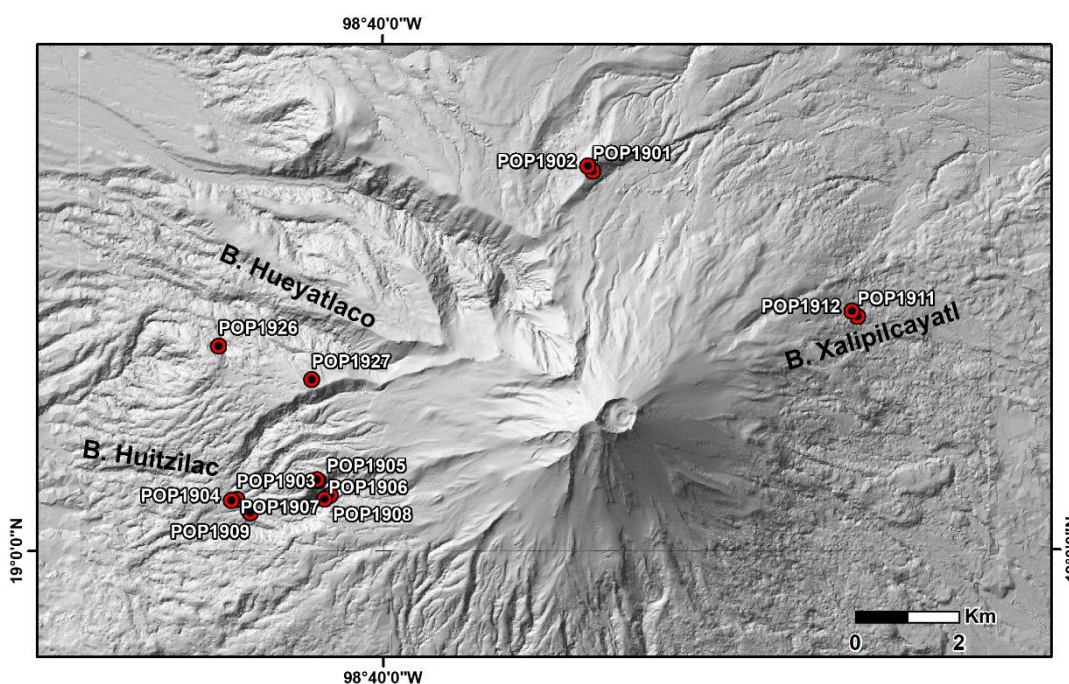 98°40'0"W
POP1902
POP1901
B. Hueyatlaco
POP1912
POP1911
B. Xalipilcayatl
POP1926
POP1927
B. Huitzilac
POP1905
POP1903
POP1906
POP1904
POP1907
POP1908
POP1909
19°0'0"N
Km
0
2
98°40'0"W